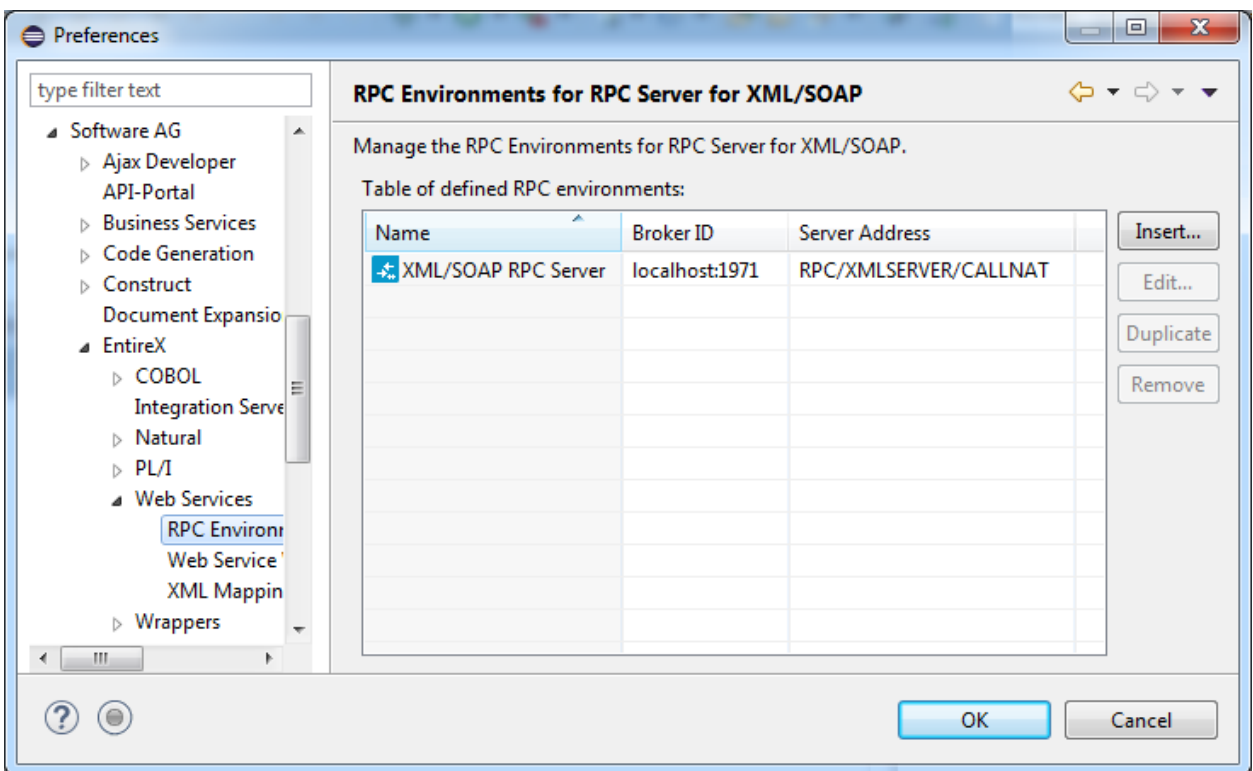 Preferences
type filter text
Software AG
Ajax Developer
API-Portal
Business Services
Code Generation
Construct
Document Expansio
EntireX
COBOL
Integration Serve
Natural
PL/I
Web Services
RPC Environ
Web Service
XML Mappin
Wrappers
RPC Environments for RPC Server for XML/SOAP
Manage the RPC Environments for RPC Server for XML/SOAP.
Table of defined RPC environments:
Name Broker ID Server Address
XML/SOAP RPC Server localhost:1971 RPC/XMLSERVER/CALLNAT
Insert...
Edit...
Duplicate
Remove
?
OK Cancel